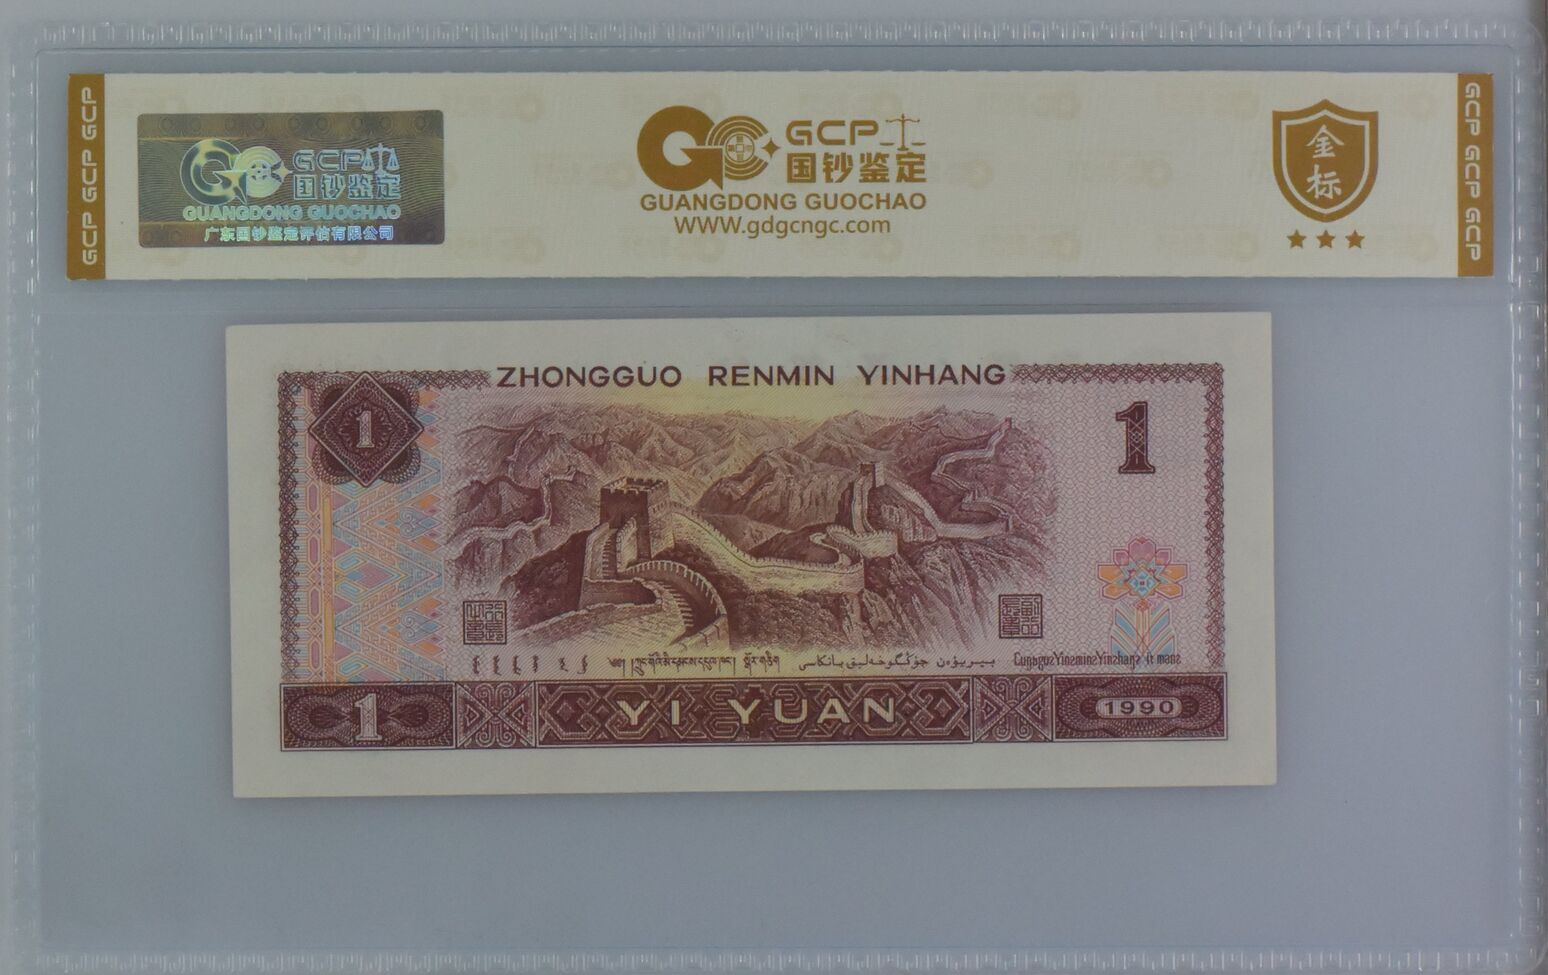 GCP GCP GCP
GCP
国钞鉴定
GUANGDONG GUOCHAO
广东国钞鉴定评估有限公司
GCP
国钞鉴定
GUANGDONG GUOCHAO
WWW.gdgcngc.com
金标
GCP GCP GCP
ZHONGGUO RENMIN YINHANG
1
1
1
YI YUAN
1990